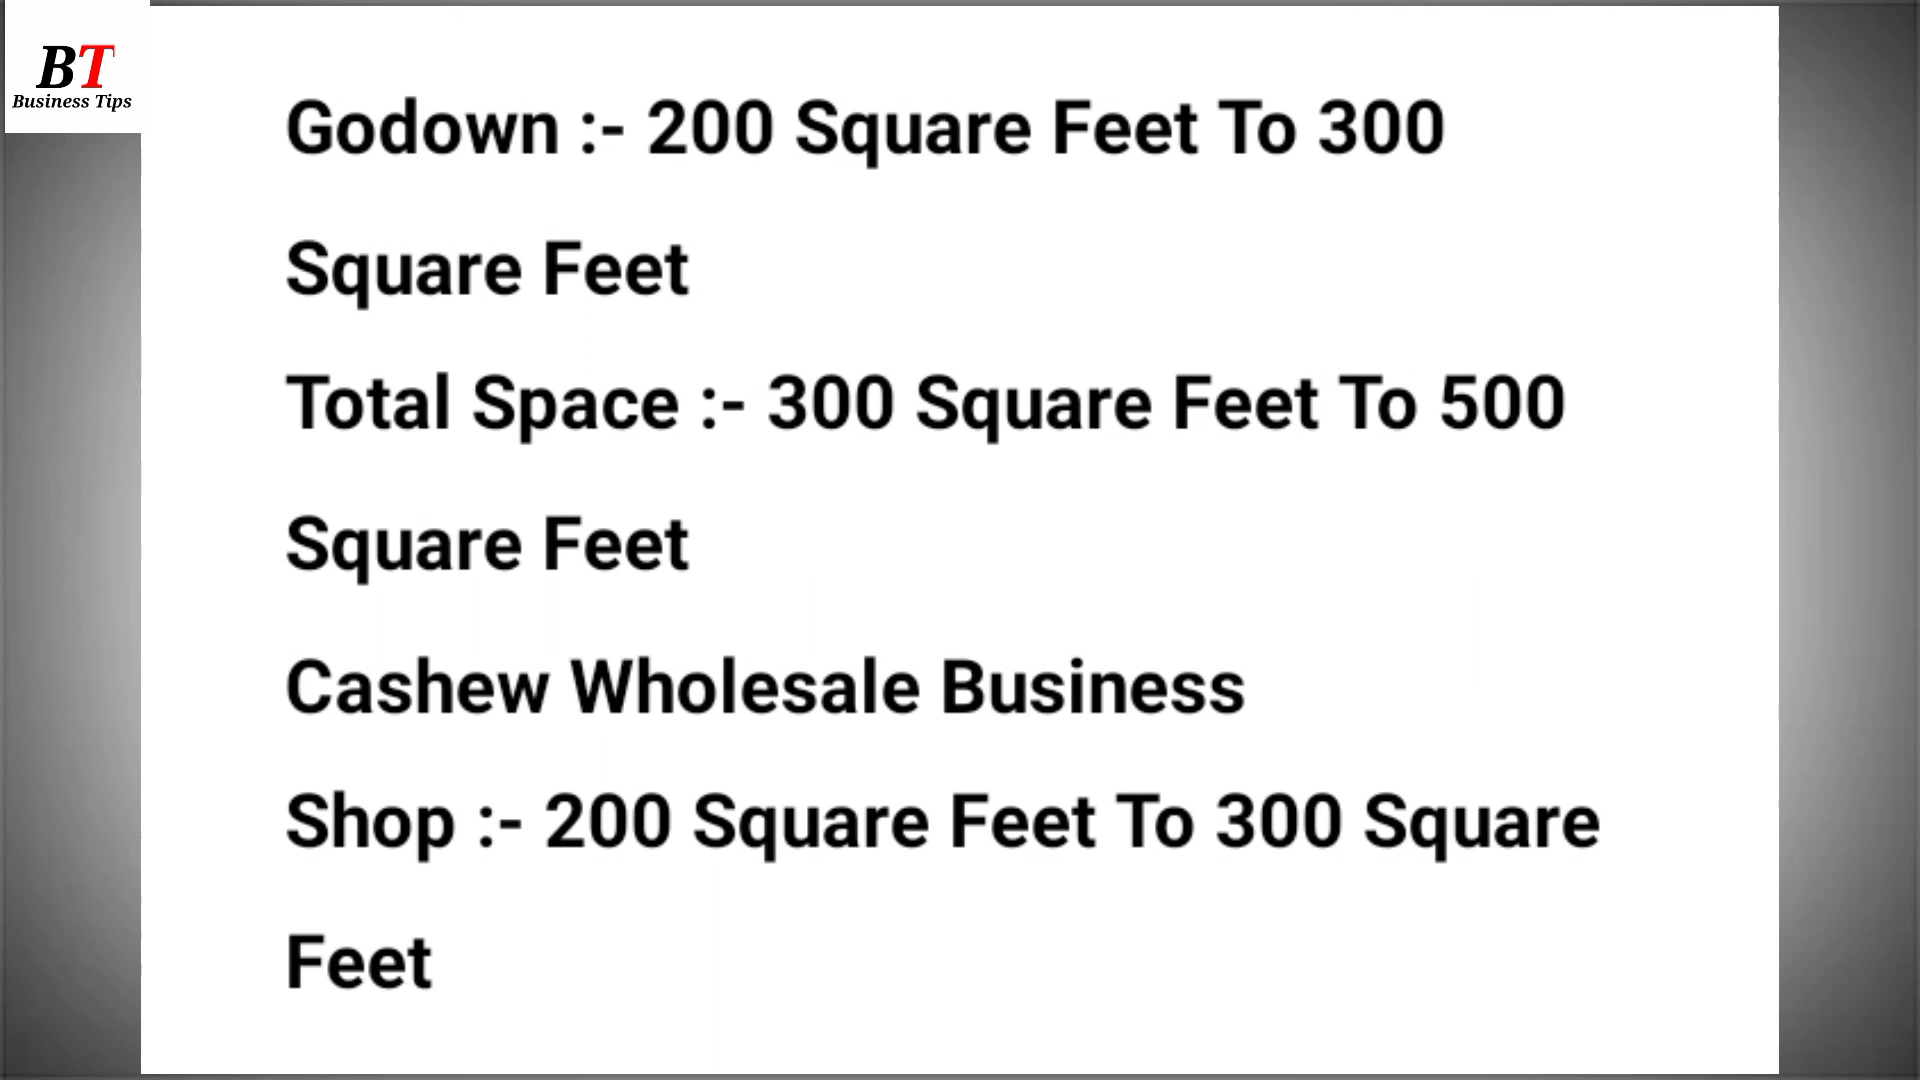 BT
Business Tips
Godown :- 200 Square Feet To 300
Square Feet
Total Space :- 300 Square Feet To 500
Square Feet
Cashew Wholesale Business
Shop :- 200 Square Feet To 300 Square
Feet